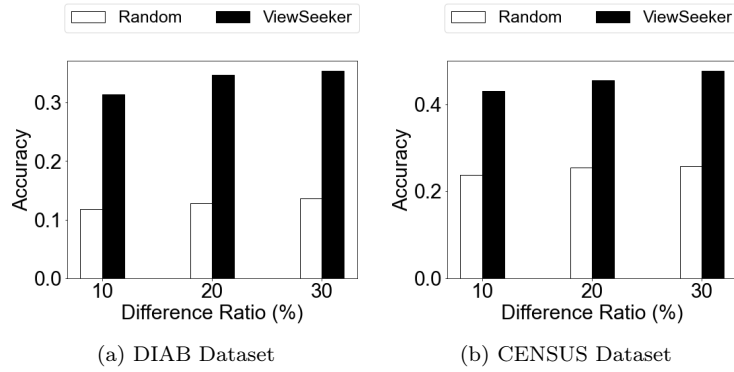 Random ViewSeeker
Accuracy
0.3
0.2
0.1
0.0
10 20 30
Difference Ratio (%)
(a) DIAB Dataset
Random ViewSeeker
Accuracy
0.4
0.2
0.0
10 20 30
Difference Ratio (%)
(b) CENSUS Dataset